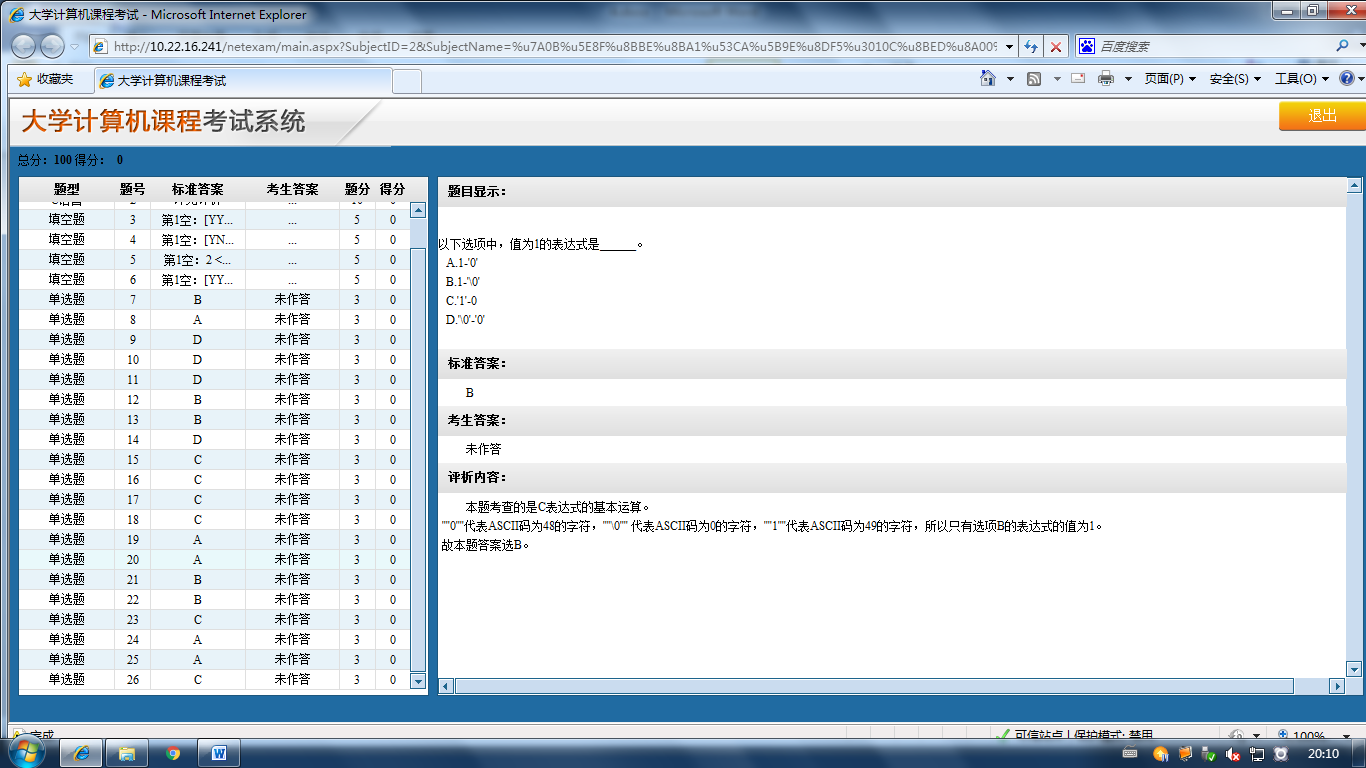 大学计算机课程考试 - Microsoft Internet Explorer
http://10.22.16.241/netexam/main.aspx?SubjectID=2&SubjectName=%u7A0B%u5E8F%u8BBE%u8BA1%u53CA%u5B9E%u8DF5%u3010C%u8BED%u8A00%
百度搜索
收藏夹
大学计算机课程考试
页面(P)
安全(S)
工具(O)
大学计算机课程考试系统
退出
总分: 100 得分: 0
题型 题号 标准答案 考生答案 题分 得分
填空题 3 第1空: [YY... ... 5 0
填空题 4 第1空: [YN... ... 5 0
填空题 5 第1空: 2 <... ... 5 0
填空题 6 第1空: [YY... ... 5 0
单选题 7 B 未作答 3 0
单选题 8 A 未作答 3 0
单选题 9 D 未作答 3 0
单选题 10 D 未作答 3 0
单选题 11 D 未作答 3 0
单选题 12 B 未作答 3 0
单选题 13 B 未作答 3 0
单选题 14 D 未作答 3 0
单选题 15 C 未作答 3 0
单选题 16 C 未作答 3 0
单选题 17 C 未作答 3 0
单选题 18 C 未作答 3 0
单选题 19 A 未作答 3 0
单选题 20 A 未作答 3 0
单选题 21 B 未作答 3 0
单选题 22 B 未作答 3 0
单选题 23 C 未作答 3 0
单选题 24 A 未作答 3 0
单选题 25 A 未作答 3 0
单选题 26 C 未作答 3 0
题目显示:
以下选项中，值为1的表达式是______。
A.1-'0'
B.1-'\0'
C.'1'-0
D.'\0'-'0'
标准答案:
B
考生答案:
未作答
评析内容:
本题考查的是C表达式的基本运算。
""0""代表ASCII码为48的字符，""\0"" 代表ASCII码为0的字符，""1""代表ASCII码为49的字符，所以只有选项B的表达式的值为1。
故本题答案选B。
完成
可信站点 | 保护模式: 禁用
100%
20:10